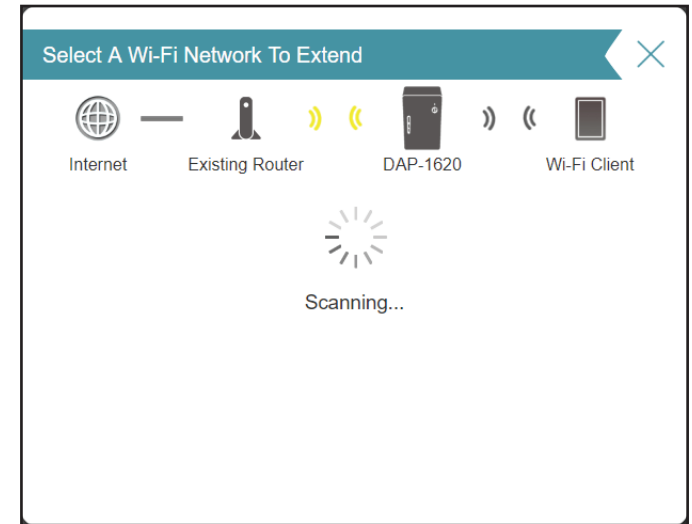 Select A Wi-Fi Network To Extend
Internet Existing Router DAP-1620 Wi-Fi Client
Scanning...